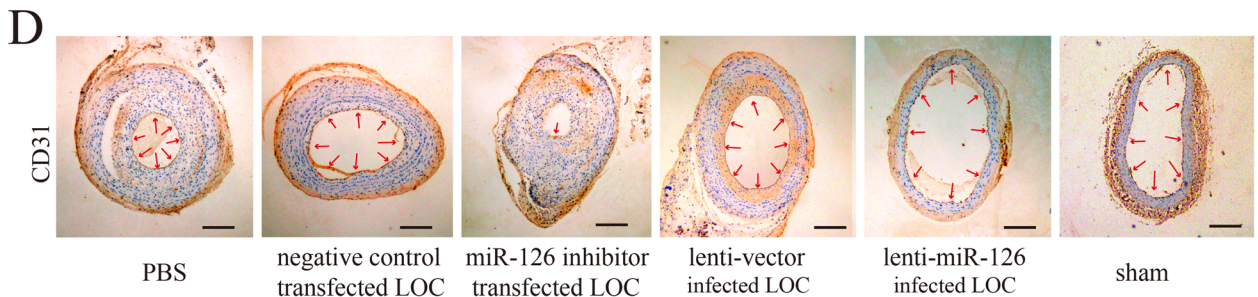 D
CD31
PBS
negative control
transfected LOC
miR-126 inhibitor
transfected LOC
lenti-vector
infected LOC
lenti-miR-126
infected LOC
sham